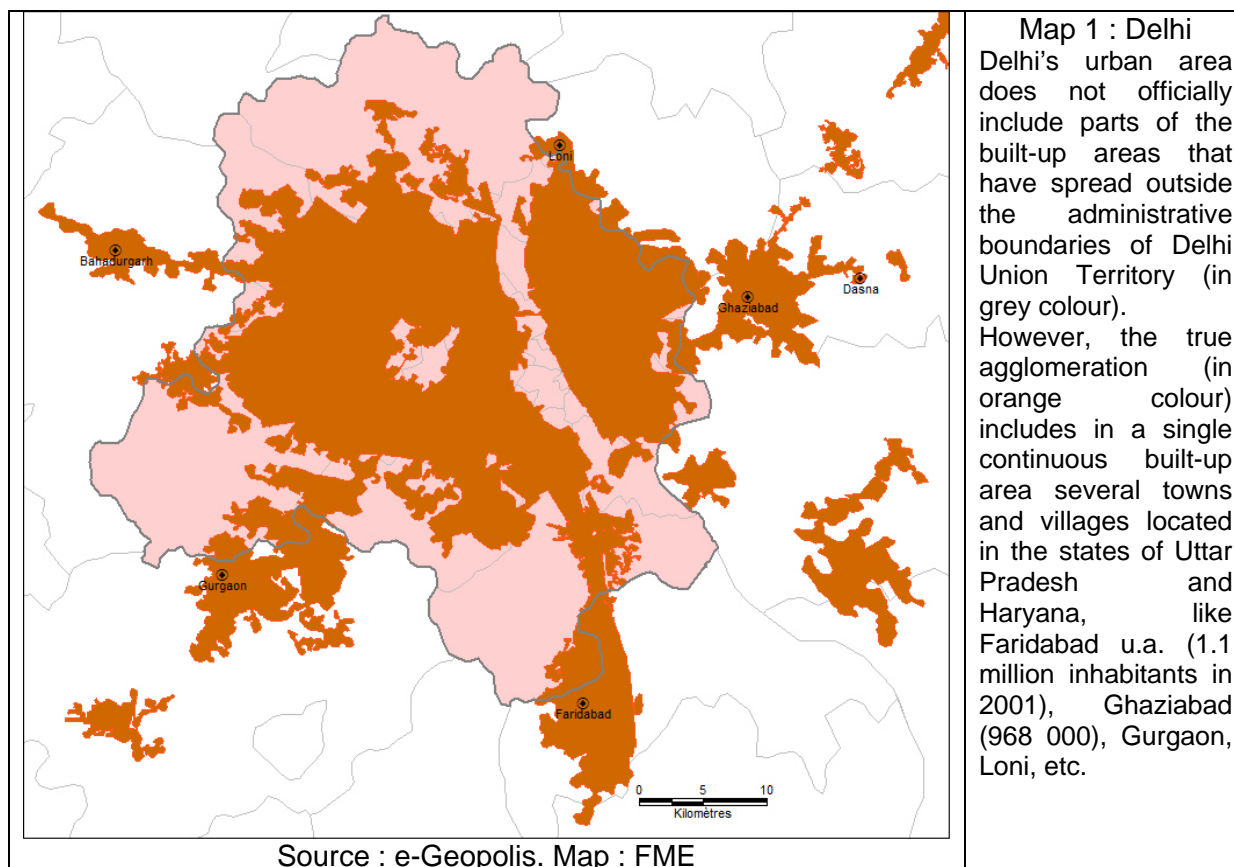 Loni
Bahadurgarh
Ghaziabad
Dasna
Gurgaon
Faridabad
0 5 10
Kilomètres
Source : e-Geopolis. Map : FME
Map 1 : Delhi
Delhi’s urban area
does not officially
include parts of the
built-up areas that
have spread outside
the administrative
boundaries of Delhi
Union Territory (in
grey colour).
However, the true
agglomeration (in
orange colour)
includes in a single
continuous built-up
area several towns
and villages located
in the states of Uttar
Pradesh and
Haryana, like
Faridabad u.a. (1.1
million inhabitants in
2001), Ghaziabad
(968 000), Gurgaon,
Loni, etc.